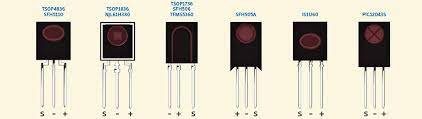 TSOP4836
SFH5110
TSOP1836
NJL61H380
TSOP1736
SFH506
TFMS5360
SFH505A
IS1U60
PIC12043S
S - +
S + -
- + S
S - +
S - +
S - +